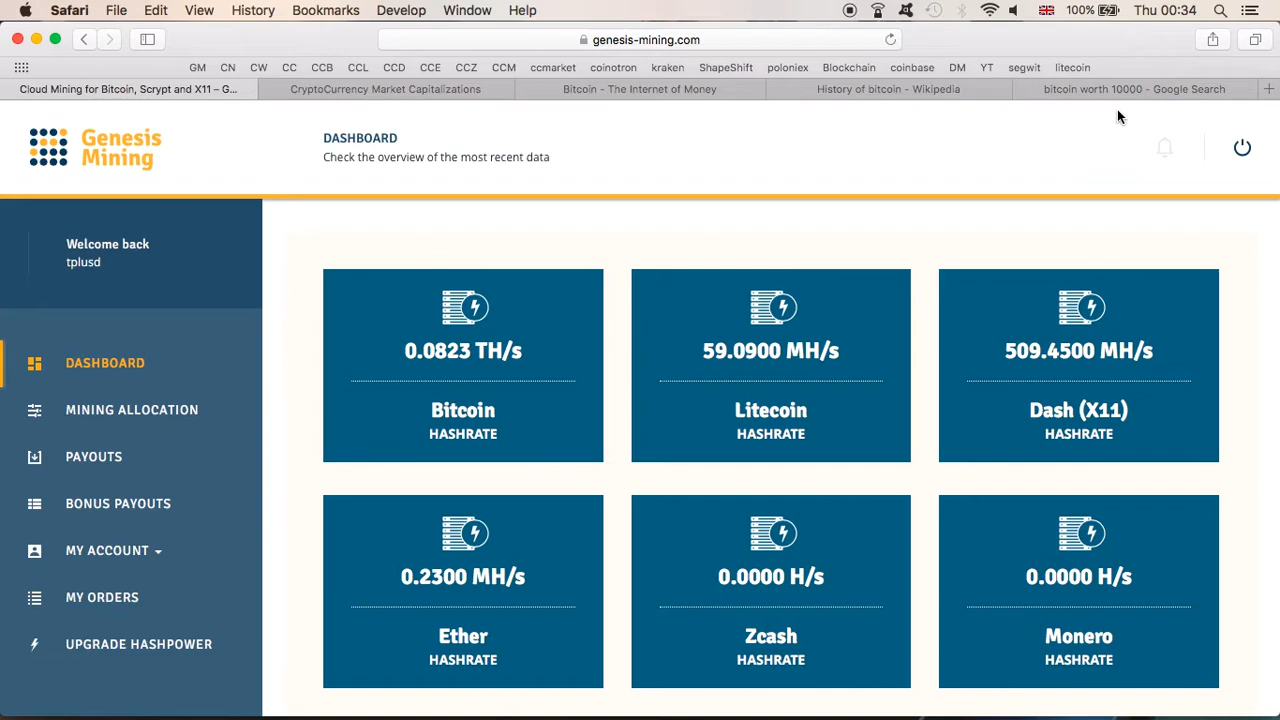 Safari File Edit View History Bookmarks Develop Window Help 100% Thu 00:34
genesis-mining.com
GM CN CW CC CCB CCL CCD CCE CCZ CCM ccmarket coinotron kraken ShapeShift poloniex Blockchain coinbase DM YT segwit litecoin
Cloud Mining for Bitcoin, Scrypt and X11 – G... CryptoCurrency Market Capitalizations Bitcoin - The Internet of Money History of bitcoin - Wikipedia bitcoin worth 10000 - Google Search
Genesis
Mining
DASHBOARD
Check the overview of the most recent data
Welcome back
tplusd
DASHBOARD
MINING ALLOCATION
PAYOUTS
BONUS PAYOUTS
MY ACCOUNT
MY ORDERS
UPGRADE HASHPOWER
0.0823 TH/s
Bitcoin
HASHRATE
59.0900 MH/s
Litecoin
HASHRATE
509.4500 MH/s
Dash (X11)
HASHRATE
0.2300 MH/s
Ether
HASHRATE
0.0000 H/s
Zcash
HASHRATE
0.0000 H/s
Monero
HASHRATE